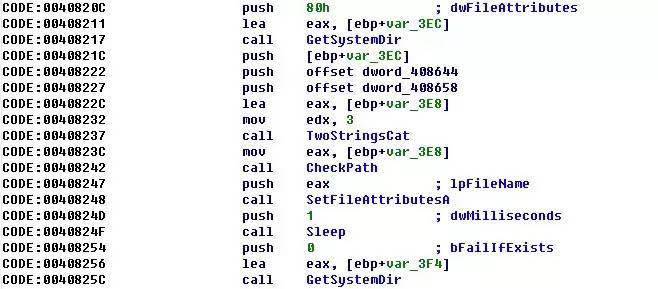 CODE:0040820C push 80h ; dwFileAttributes
CODE:00408211 lea eax, [ebp+var_3EC]
CODE:00408217 call GetSystemDir
CODE:0040821C push [ebp+var_3EC]
CODE:00408222 push offset dword_408644
CODE:00408227 push offset dword_408658
CODE:0040822C lea eax, [ebp+var_3E8]
CODE:00408232 mov edx, 3
CODE:00408237 call TwoStringsCat
CODE:0040823C mov eax, [ebp+var_3E8]
CODE:00408242 call CheckPath
CODE:00408247 push eax ; lpFileName
CODE:00408248 call SetFileAttributesA
CODE:0040824D push 1 ; dwMilliseconds
CODE:0040824F call Sleep
CODE:00408254 push 0 ; bFailIfExists
CODE:00408256 lea eax, [ebp+var_3F4]
CODE:0040825C call GetSystemDir